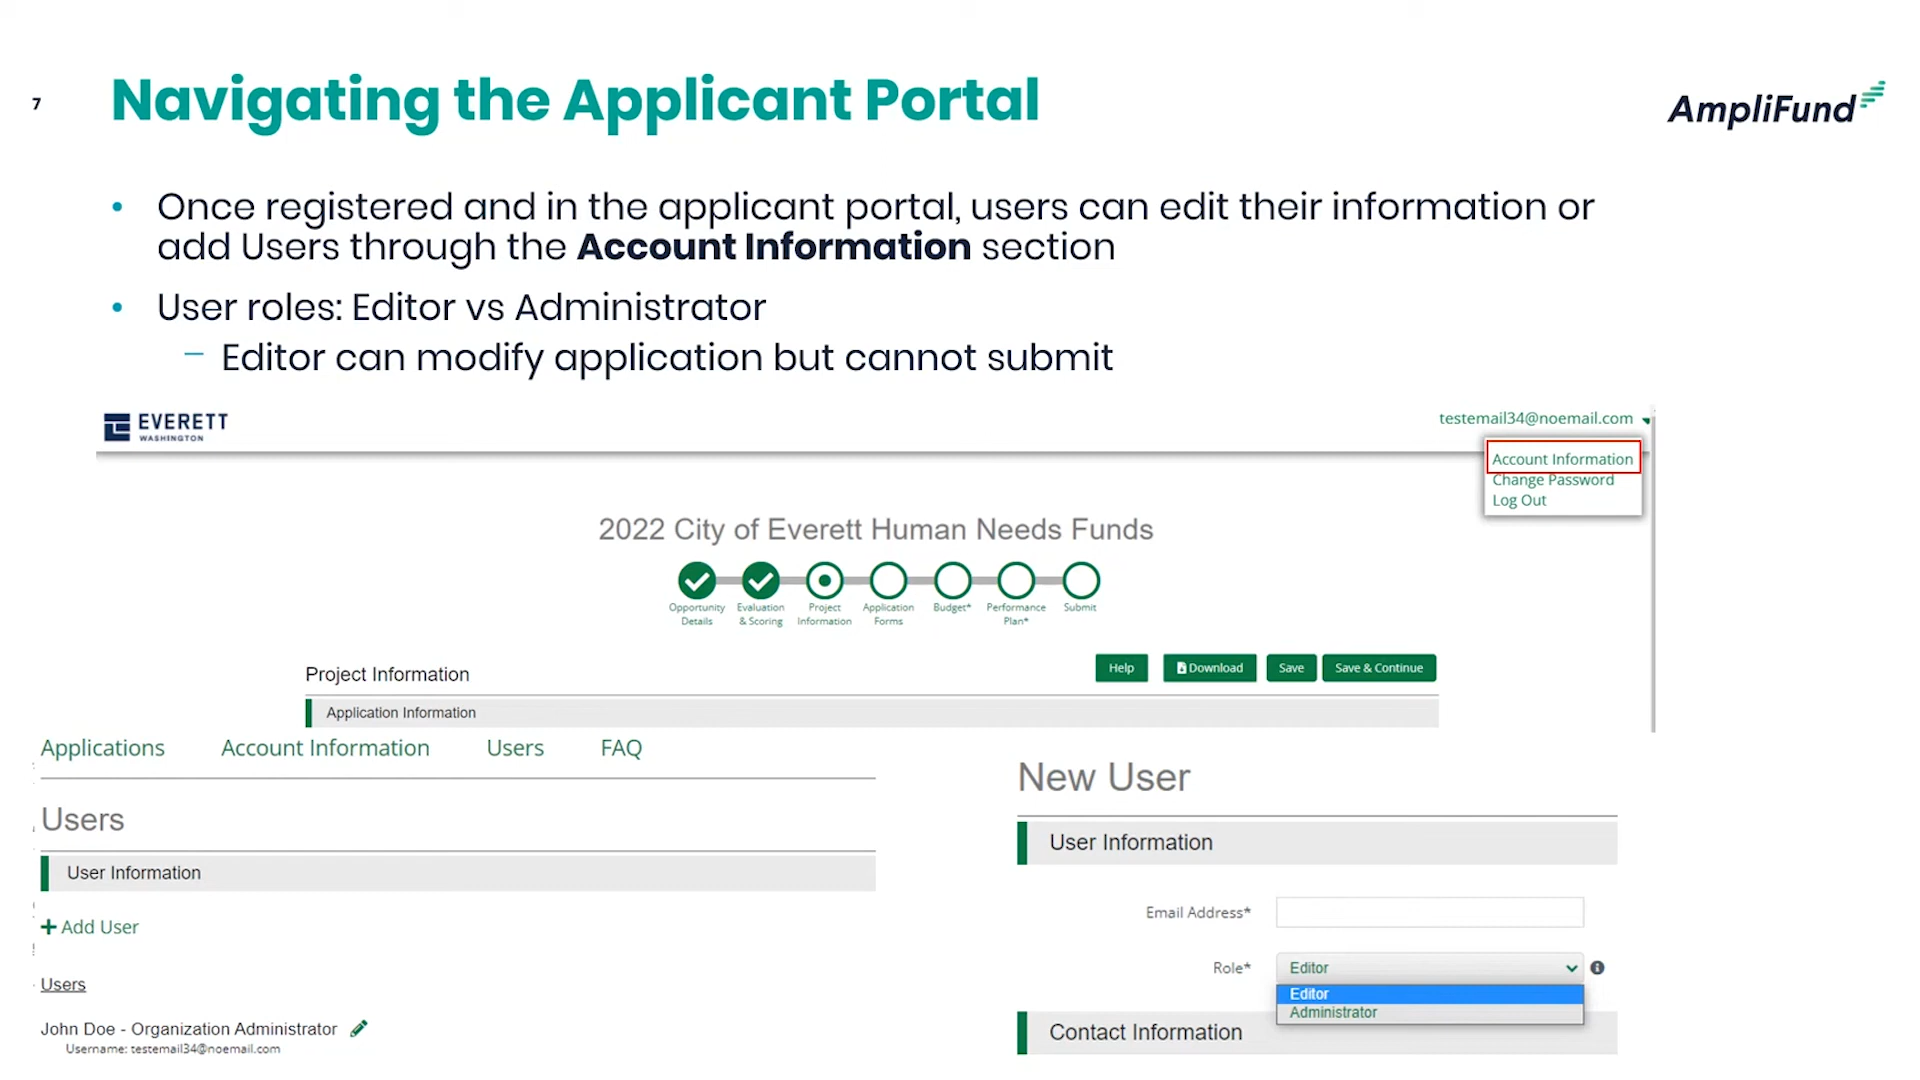 7
Navigating the Applicant Portal
AmpliFund
• Once registered and in the applicant portal, users can edit their information or
add Users through the Account Information section
• User roles: Editor vs Administrator
– Editor can modify application but cannot submit
EVERETT
WASHINGTON
testemail34@noemail.com
Account Information
Change Password
Log Out
2022 City of Everett Human Needs Funds
Opportunity Details
Evaluation & Scoring
Project Information
Application Forms
Budget*
Performance Plan*
Submit
Project Information
Help
Download
Save
Save & Continue
Application Information
Applications Account Information Users FAQ
Users
User Information
+ Add User
Users
John Doe - Organization Administrator
Username: testemail34@noemail.com
New User
User Information
Email Address*
Role*
Editor
Editor
Administrator
Contact Information